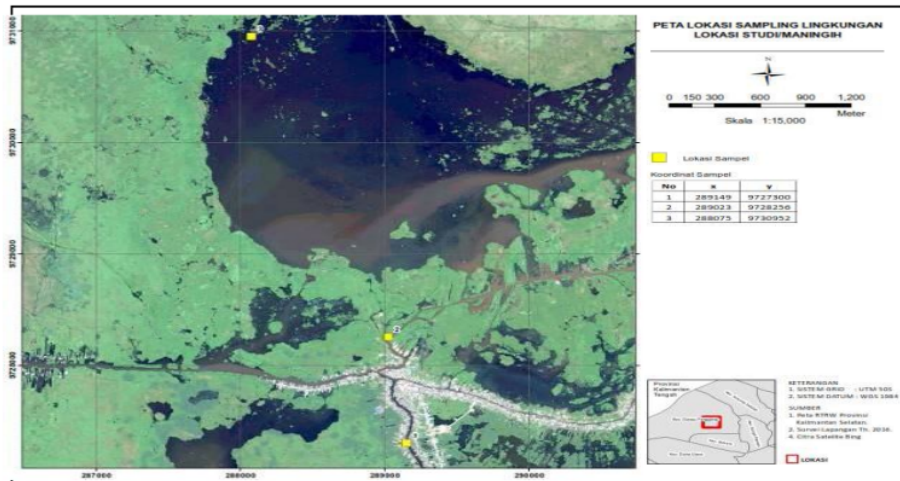 PETA LOKASI SAMPLING LINGKUNGAN
LOKASI STUDI/MANINGIH
N
0 150 300 600 900 1,200
Meter
Skala 1:15,000
Lokasi Sampel
Koordinat Sampel
No x y
1 289149 9727300
2 289023 9728256
3 288075 9730952
9731000
9730000
9729000
9728000
287000 288000 289000 290000
3
2
Provinsi
Kalimantan
Tengah
KETERANGAN
1. SISTEM GRID : UTM 50S
2. SISTEM DATUM : WGS 1984
SUMBER
1. Peta RTRW Provinsi
Kalimantan Selatan.
2. Survei Lapangan Th. 2016.
4. Citra Satelite Bing
LOKASI